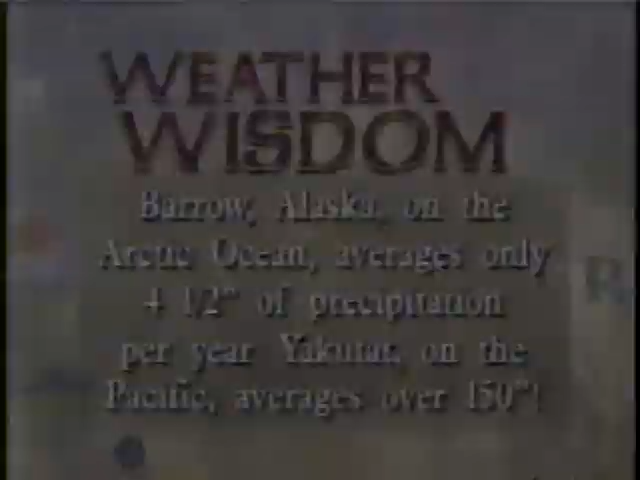 WEATHER
WISDOM
Barrow, Alaska, on the
Arctic Ocean, averages only
4 1/2" of precipitation
per year. Yakutat, on the
Pacific, averages over 150"!